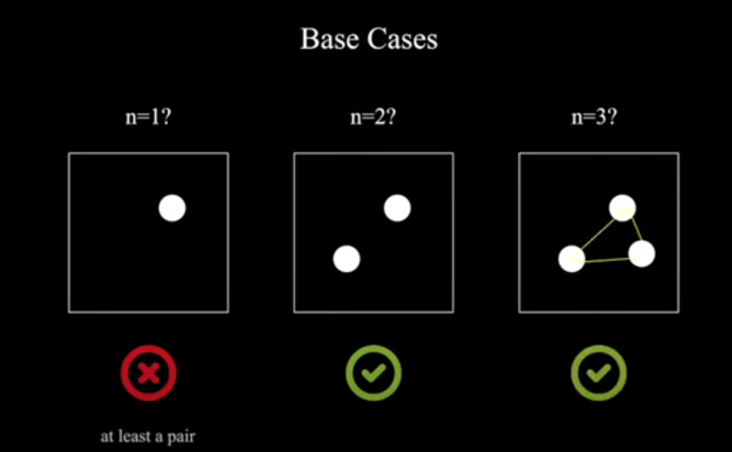 Base Cases
n=1?
n=2?
n=3?
at least a pair